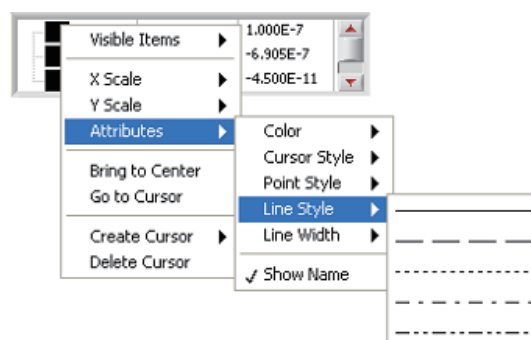 1.000E-7
-6.905E-7
-4.500E-11
Visible Items
X Scale
Y Scale
Attributes
Bring to Center
Go to Cursor
Create Cursor
Delete Cursor
Color
Cursor Style
Point Style
Line Style
Line Width
✓ Show Name